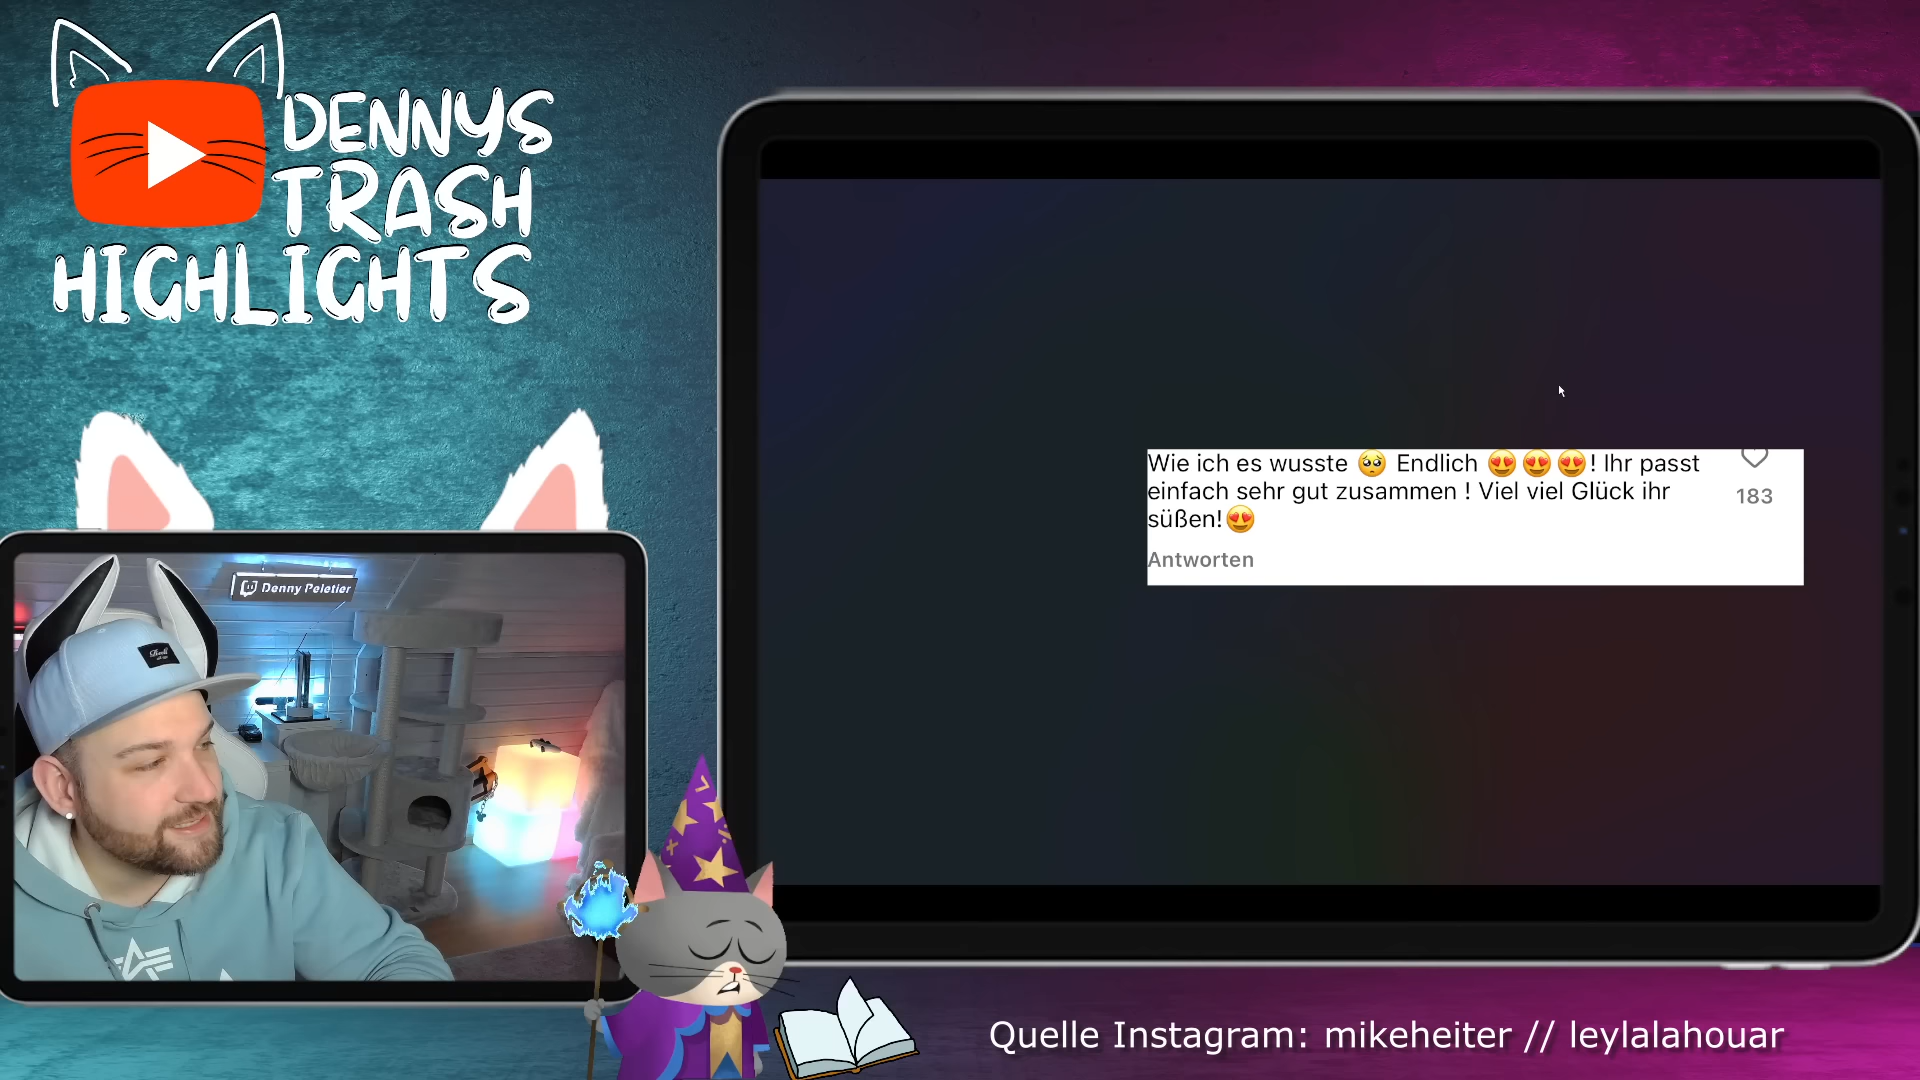 DENNYS
TRASH
HIGHLIGHTS
Denny Peletier
Wie ich es wusste 🥺 Endlich 😍😍😍! Ihr passt
einfach sehr gut zusammen ! Viel viel Glück ihr
süßen!😍
183
Antworten
Quelle Instagram: mikeheiter // leylalahouar